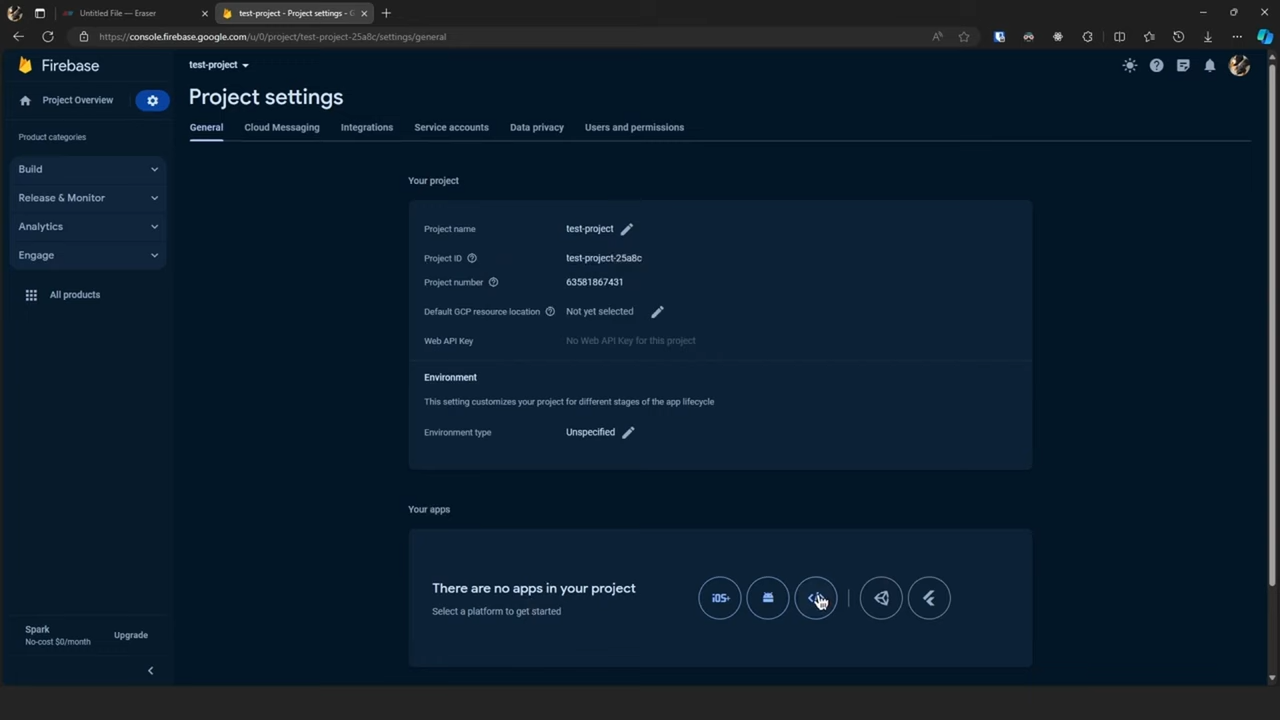 Untitled File — Eraser
test-project - Project settings -
https://console.firebase.google.com/u/0/project/test-project-25a8c/settings/general
Firebase
test-project
Project Overview
Project settings
General
Cloud Messaging
Integrations
Service accounts
Data privacy
Users and permissions
Product categories
Build
Release & Monitor
Analytics
Engage
All products
Your project
Project name
test-project
Project ID
test-project-25a8c
Project number
63581867431
Default GCP resource location
Not yet selected
Web API Key
No Web API Key for this project
Environment
This setting customizes your project for different stages of the app lifecycle
Environment type
Unspecified
Your apps
There are no apps in your project
Select a platform to get started
iOS+
Spark
No-cost $0/month
Upgrade